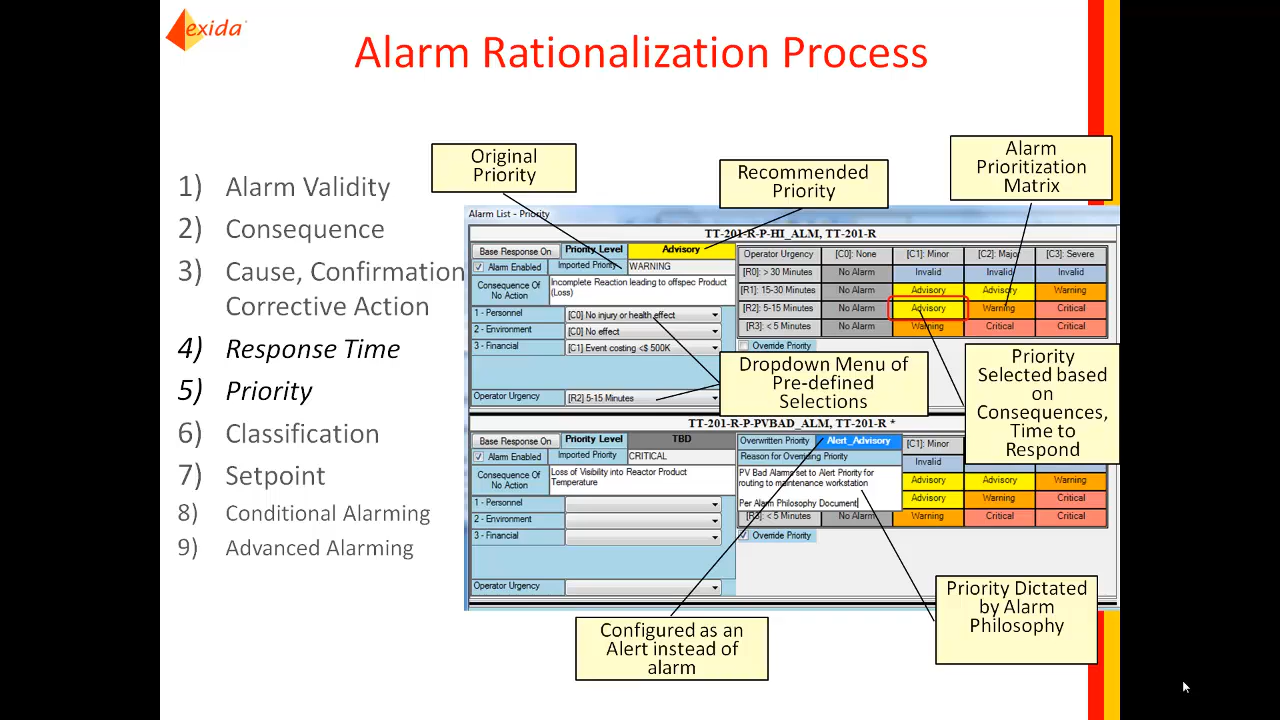 exida
Alarm Rationalization Process
1) Alarm Validity
2) Consequence
3) Cause, Confirmation
Corrective Action
4) Response Time
5) Priority
6) Classification
7) Setpoint
8) Conditional Alarming
9) Advanced Alarming
Original
Priority
Recommended
Priority
Alarm
Prioritization
Matrix
Alarm List - Priority
TT-201-R-P-HI_ALM, TT-201-R
Base Response On
Priority Level
Advisory
Alarm Enabled
Imported Priority
WARNING
Consequence Of
No Action
Incomplete Reaction leading to offspec Product
(Loss)
1 - Personnel
[C0] No injury or health effect
2 - Environment
[C0] No effect
3 - Financial
[C1] Event costing <$ 500K
Operator Urgency
[R2] 5-15 Minutes
Operator Urgency [C0]: None [C1]: Minor [C2]: Major [C3]: Severe
[R0]: > 30 Minutes No Alarm Invalid Invalid Invalid
[R1]: 15-30 Minutes No Alarm Advisory Advisory Warning
[R2]: 5-15 Minutes No Alarm Advisory Warning Critical
[R3]: < 5 Minutes No Alarm Warning Critical Critical
Override Priority
Dropdown Menu of
Pre-defined
Selections
Priority
Selected based
on
Consequences,
Time to
Respond
TT-201-R-P-PVBAD_ALM, TT-201-R *
Base Response On
Priority Level
TBD
Alarm Enabled
Imported Priority
CRITICAL
Consequence Of
No Action
Loss of Visibility into Reactor Product
Temperature
1 - Personnel
2 - Environment
3 - Financial
Operator Urgency
Overwritten Priority
Alert_Advisory
Reason for Overriding Priority
PV Bad Alarms set to Alert Priority for
routing to maintenance workstation
Per Alarm Philosophy Document
[C1]: Minor
Invalid
Advisory Advisory Warning
Advisory Warning Critical
[R3]: < 5 Minutes No Alarm Warning Critical Critical
Override Priority
Configured as an
Alert instead of
alarm
Priority Dictated
by Alarm
Philosophy